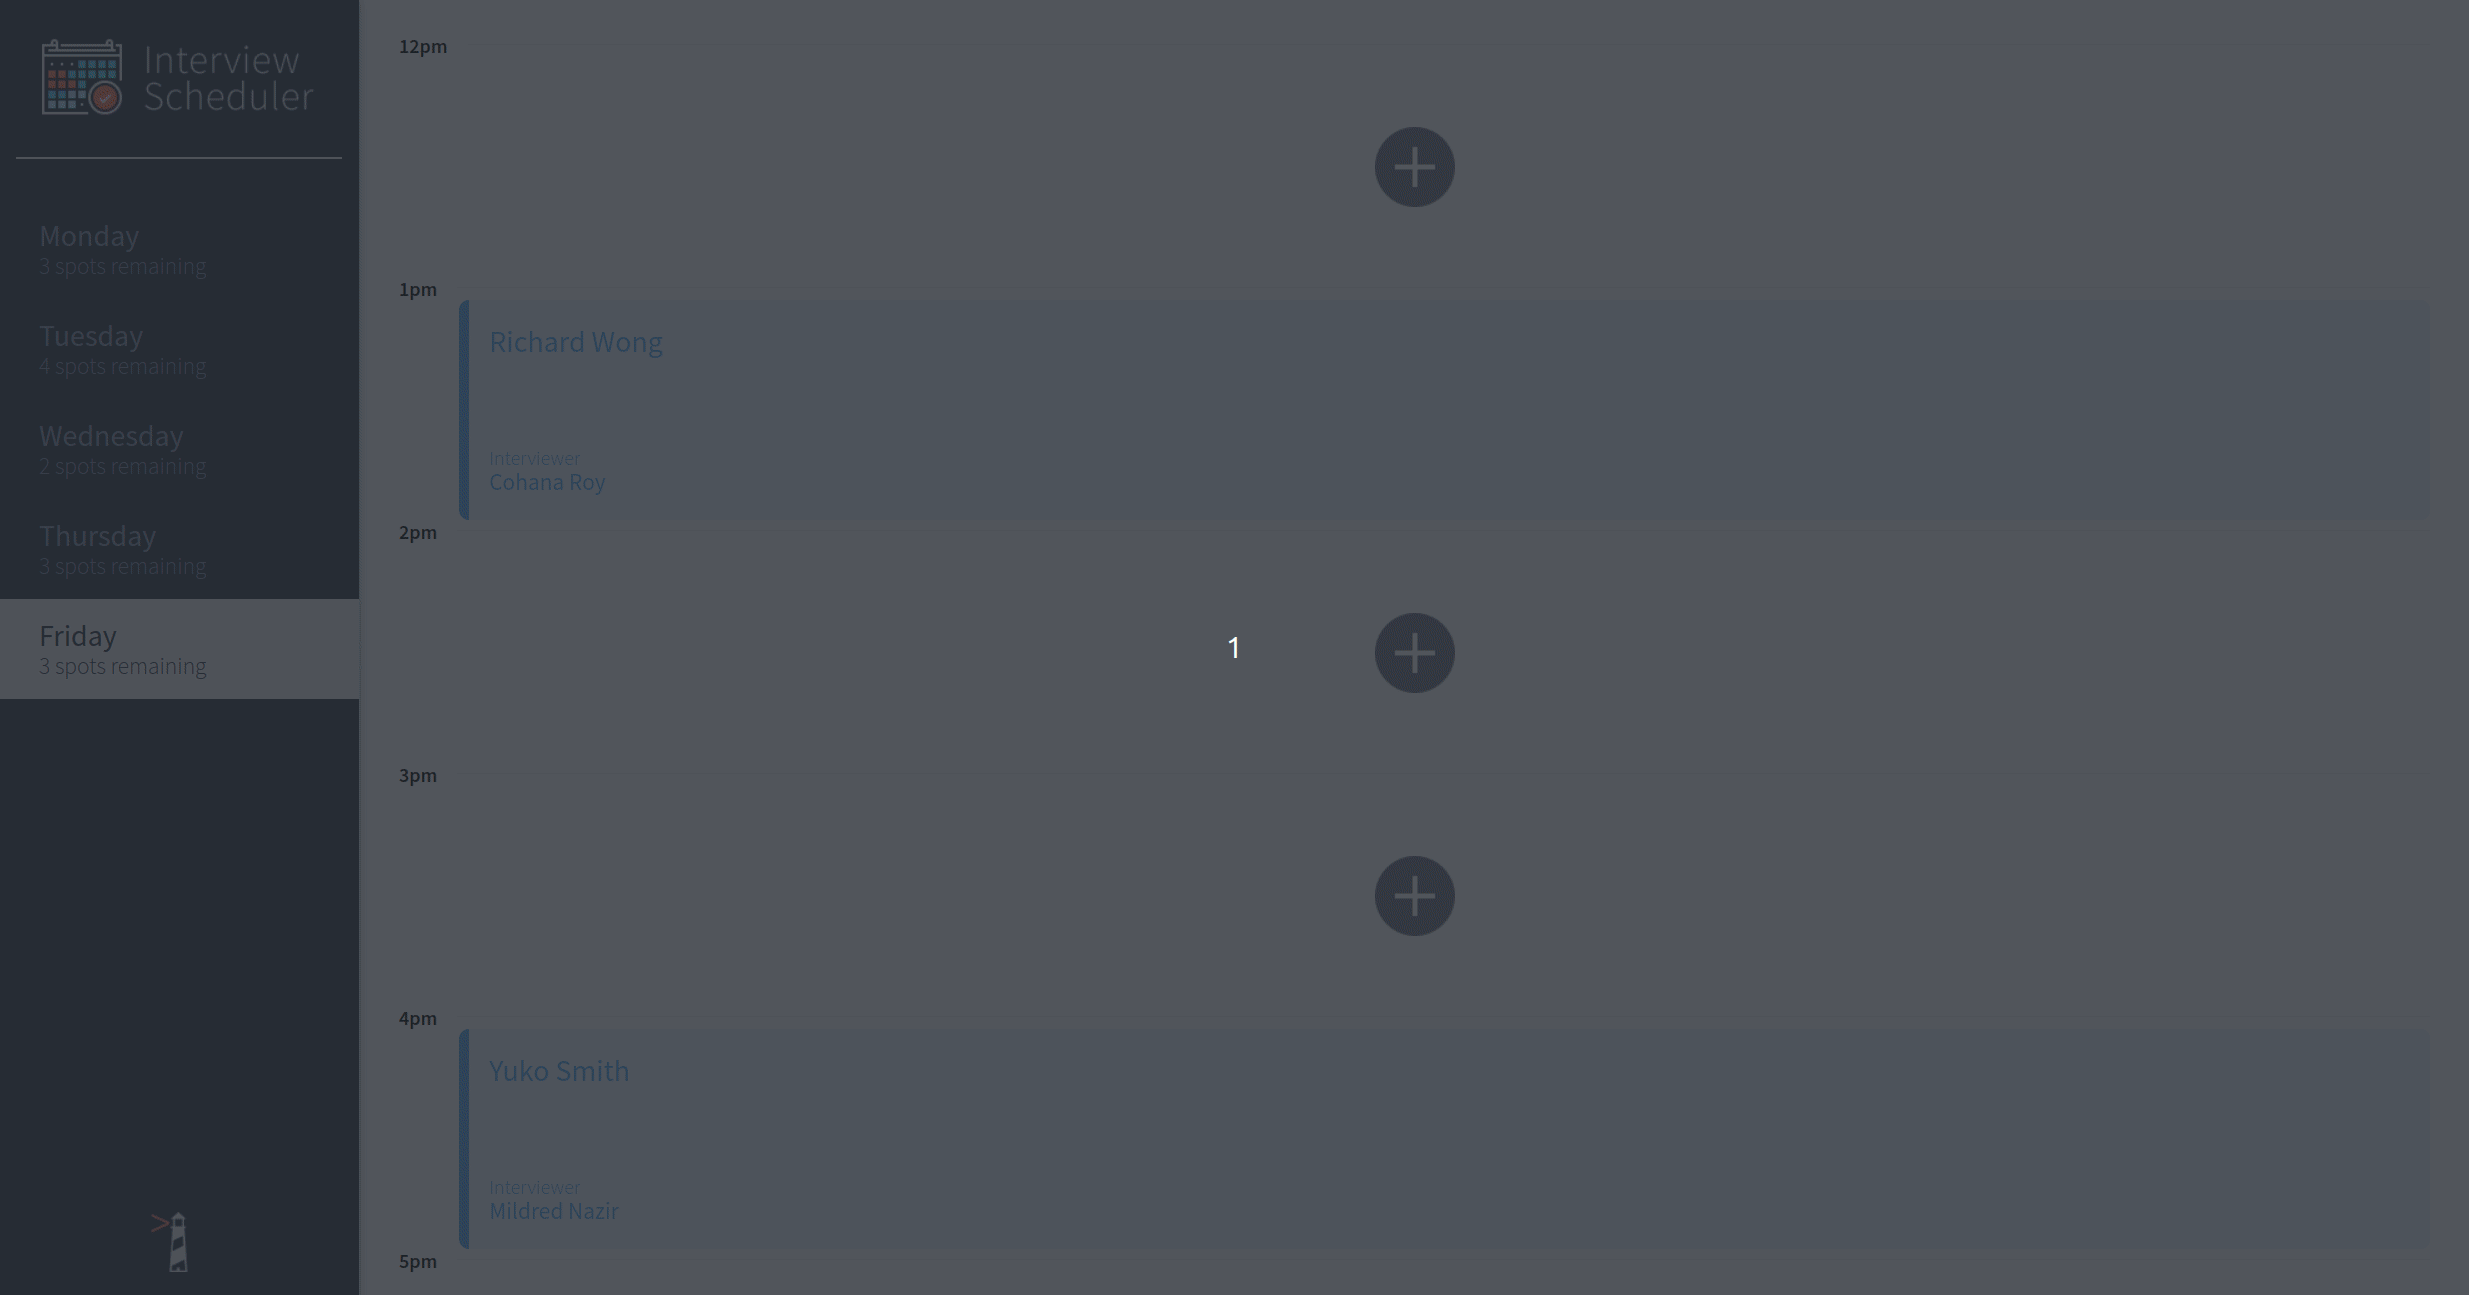 Interview
Scheduler
Monday
3 spots remaining
Tuesday
4 spots remaining
Wednesday
2 spots remaining
Thursday
3 spots remaining
Friday
3 spots remaining
>
12pm
1pm
Richard Wong
Interviewer
Cohana Roy
2pm
1
3pm
4pm
Yuko Smith
Interviewer
Mildred Nazir
5pm